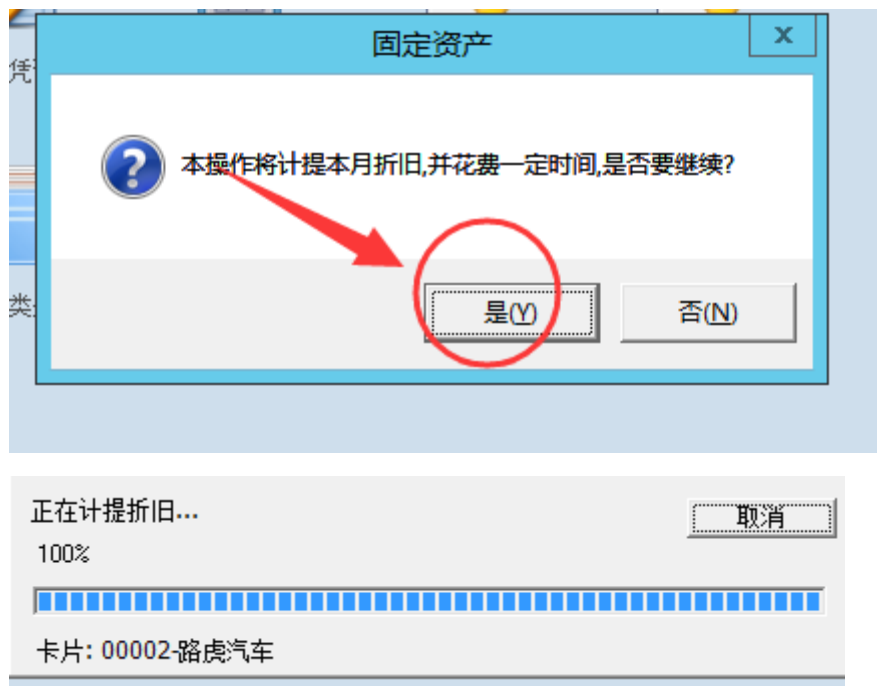 固定资产
x
凭
本操作将计提本月折旧,并花费一定时间,是否要继续?
类
是(Y)
否(N)
正在计提折旧...
取消
100%
卡片: 00002-路虎汽车